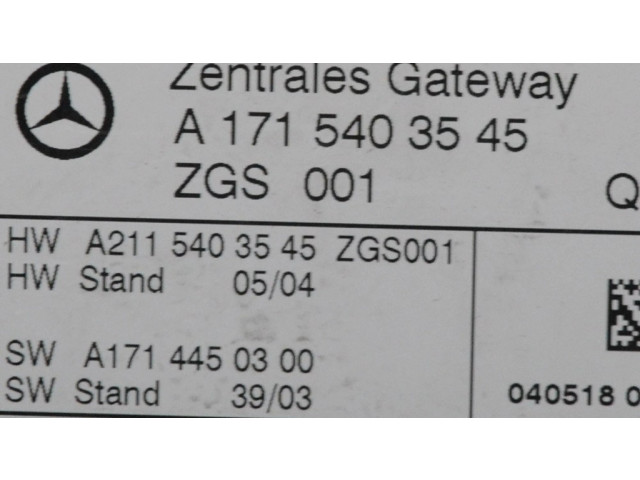 Zentrales Gateway
A 171 540 35 45
ZGS 001
Q
HW A211 540 35 45 ZGS001
HW Stand 05/04
SW A171 445 03 00
SW Stand 39/03
040518 0